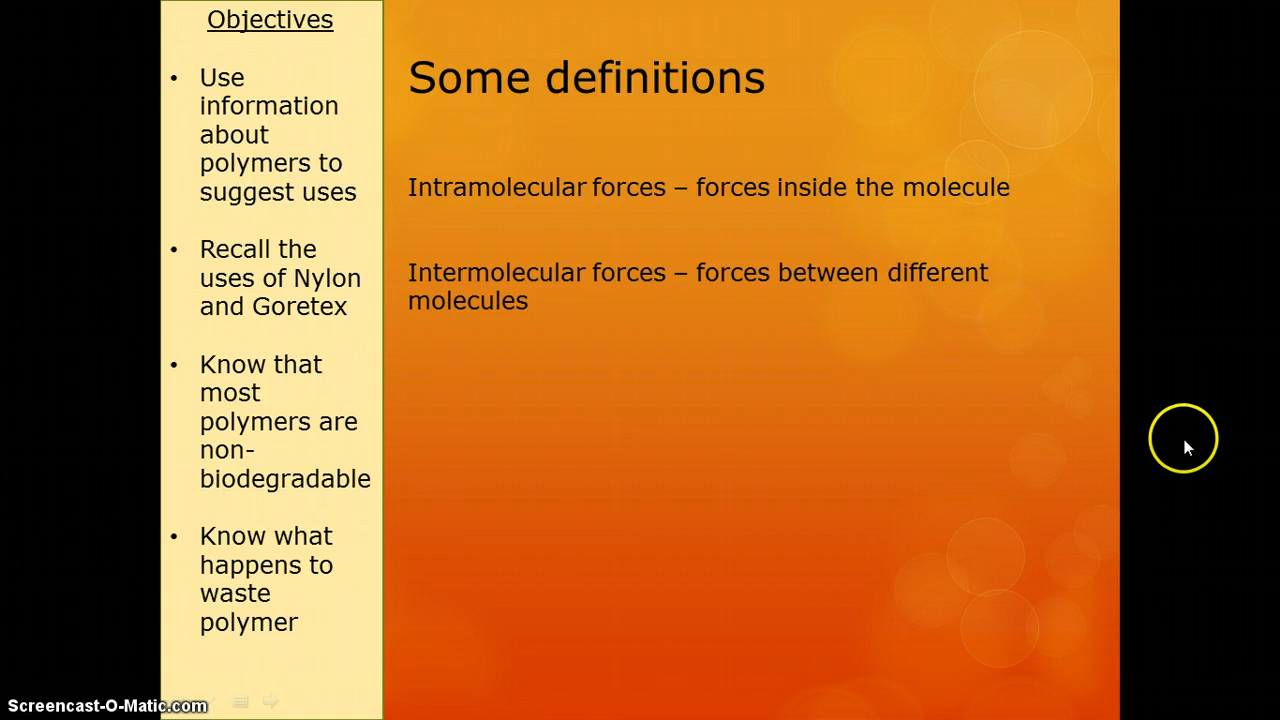 Objectives
• Use
information
about
polymers to
suggest uses
• Recall the
uses of Nylon
and Goretex
• Know that
most
polymers are
non-
biodegradable
• Know what
happens to
waste
polymer
Some definitions
Intramolecular forces – forces inside the molecule
Intermolecular forces – forces between different
molecules
Screencast-O-Matic.com